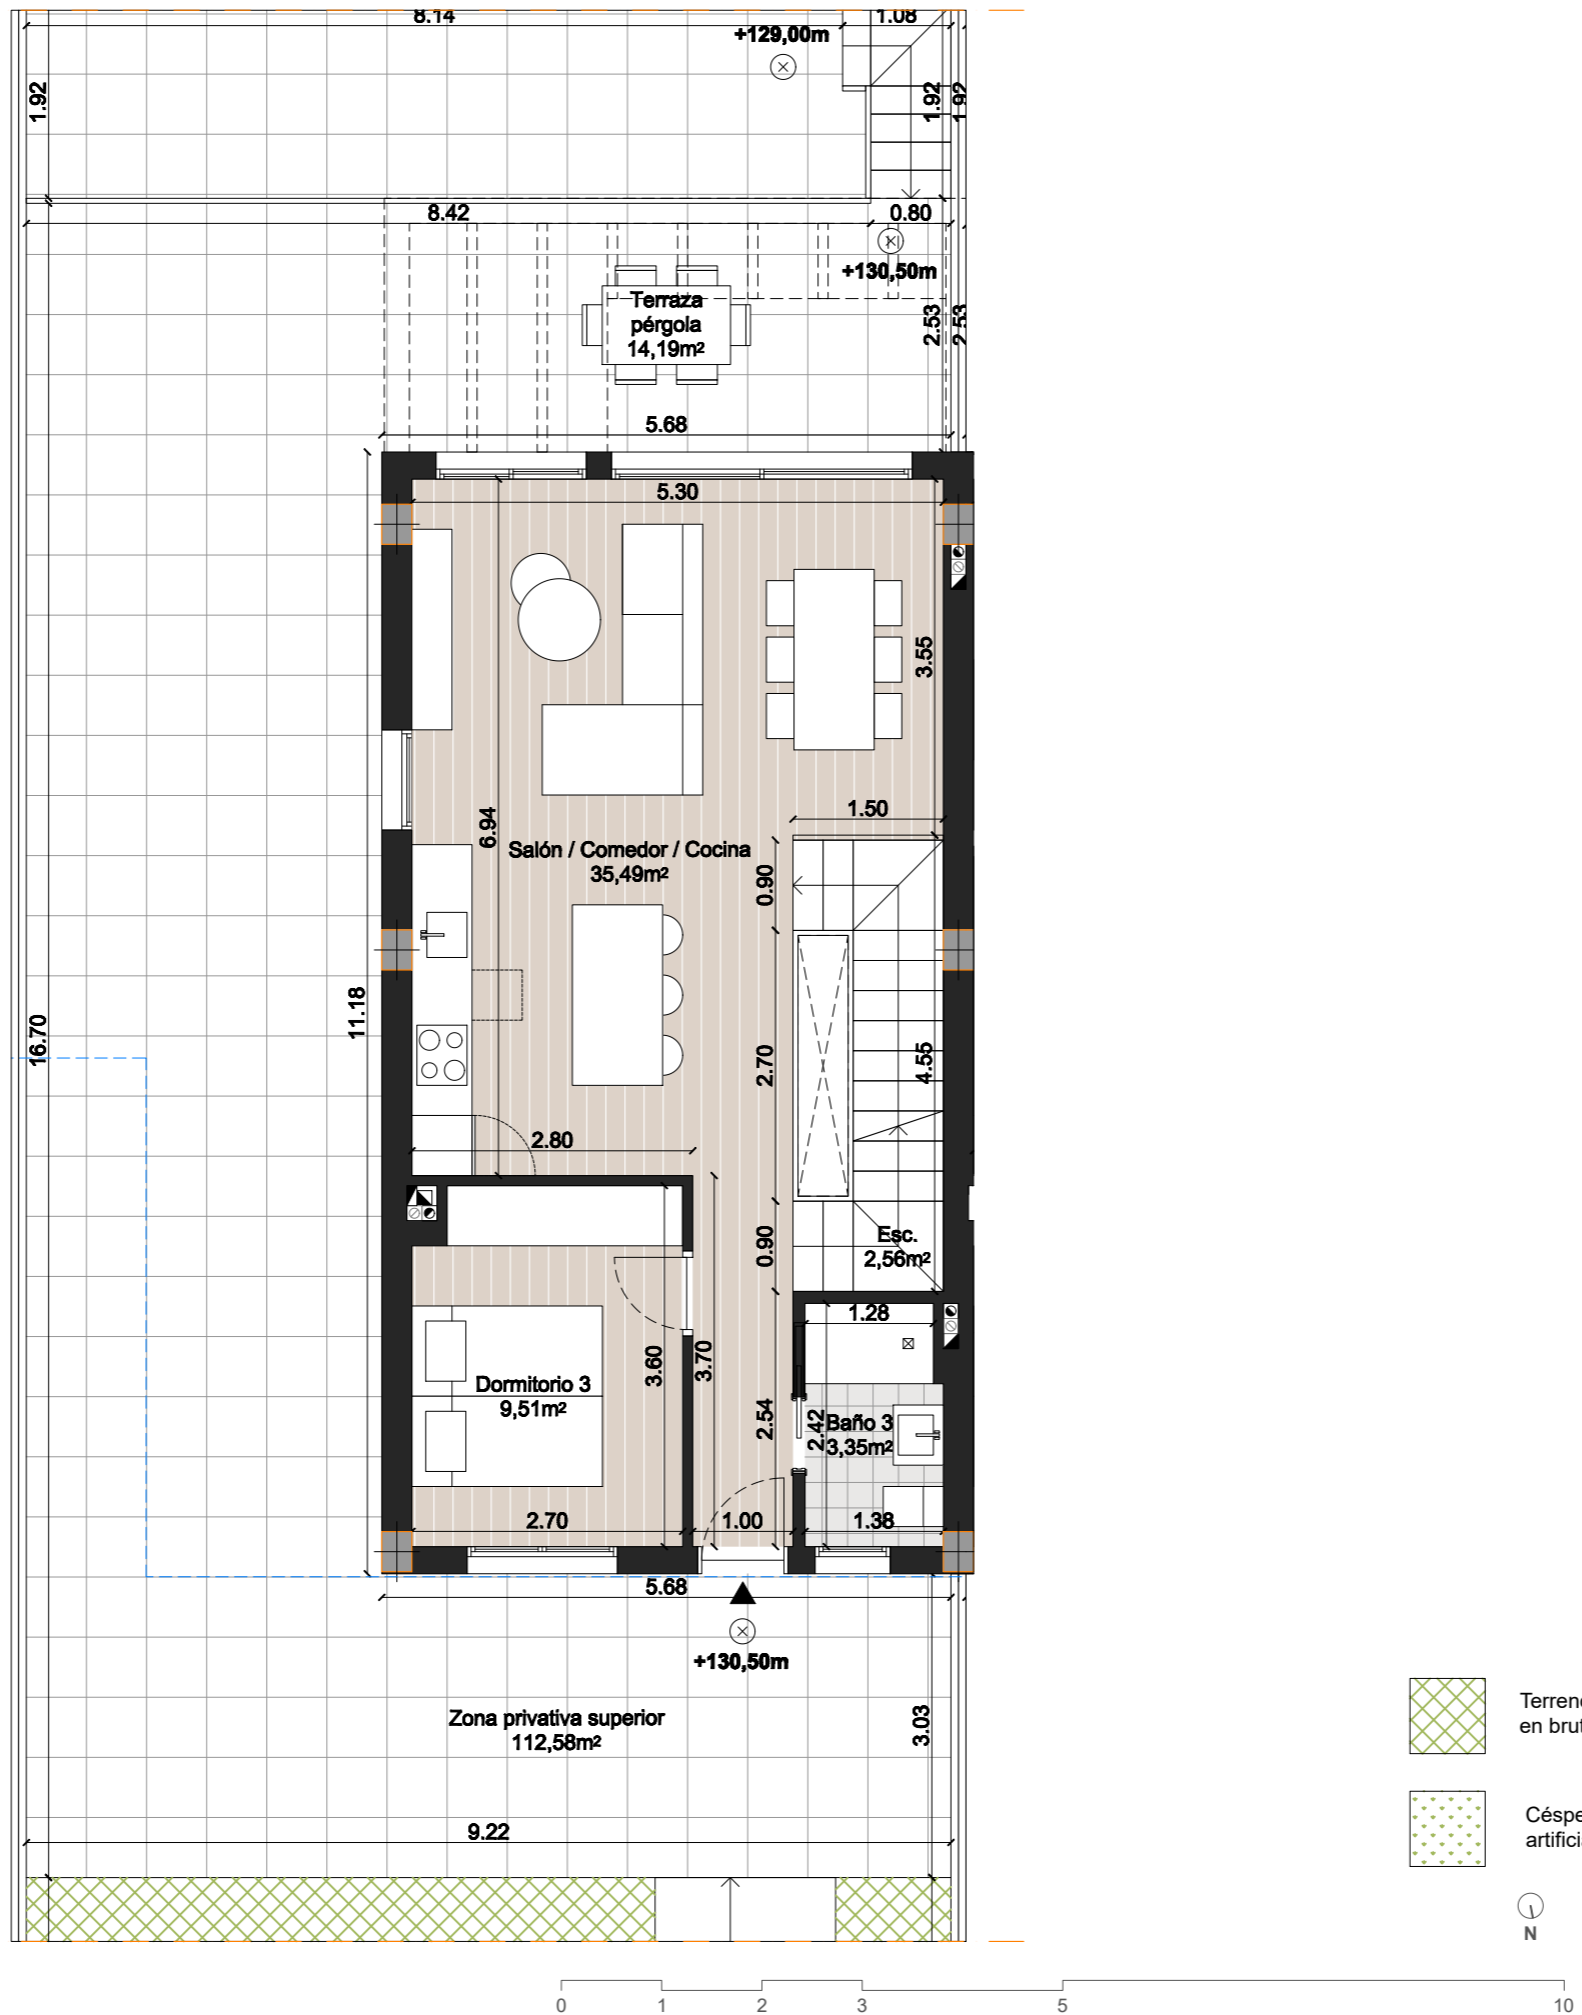 8.14
1.08
+129,00m
1.92
1.92
1.92
8.42
0.80
+130,50m
Terraza
pérgola
14,19m²
2.53
2.53
5.68
5.30
3.55
1.50
6.94
Salón / Comedor / Cocina
35,49m²
0.90
11.18
16.70
2.70
4.55
2.80
0.90
Esc.
2,56m²
1.28
3.60
3.70
Dormitorio 3
9,51m²
2.54
2.42
Baño 3
3,35m²
2.70
1.00
1.38
5.68
+130,50m
Zona privativa superior
112,58m²
3.03
9.22
Terren
en bru
Céspe
artifici
N
0
1
2
3
5
10